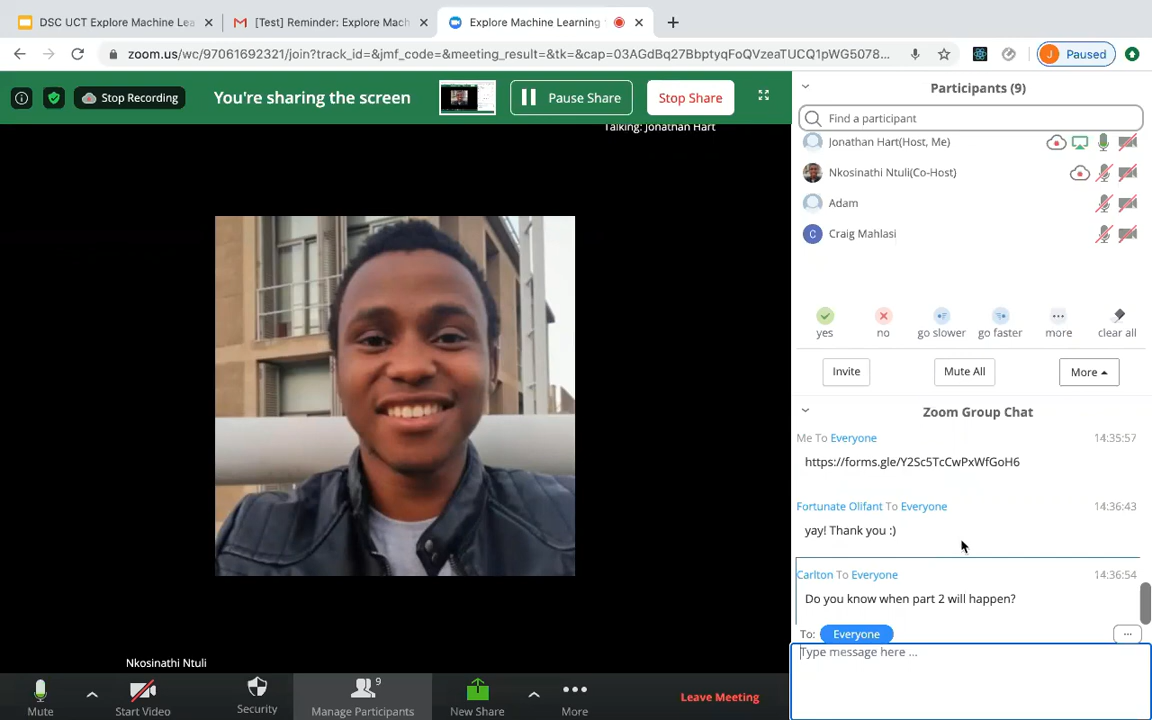 DSC UCT Explore Machine Lea
[Test] Reminder: Explore Mach
Explore Machine Learning
zoom.us/wc/97061692321/join?track_id=&jmf_code=&meeting_result=&tk=&cap=03AGdBq27BbptyqFoQVzeaTUCQ1pWG5078...
J Paused
Stop Recording
You're sharing the screen
Pause Share
Stop Share
Talking: Jonathan Hart
Nkosinathi Ntuli
Participants (9)
Find a participant
Jonathan Hart(Host, Me)
Nkosinathi Ntuli(Co-Host)
Adam
C Craig Mahlasi
yes
no
go slower
go faster
more
clear all
Invite
Mute All
More
Zoom Group Chat
Me To Everyone 14:35:57
https://forms.gle/Y2Sc5TcCwPxWfGoH6
Fortunate Olifant To Everyone 14:36:43
yay! Thank you :)
Carlton To Everyone 14:36:54
Do you know when part 2 will happen?
To: Everyone
Type message here ...
Mute
Start Video
Security
9
Manage Participants
New Share
More
Leave Meeting